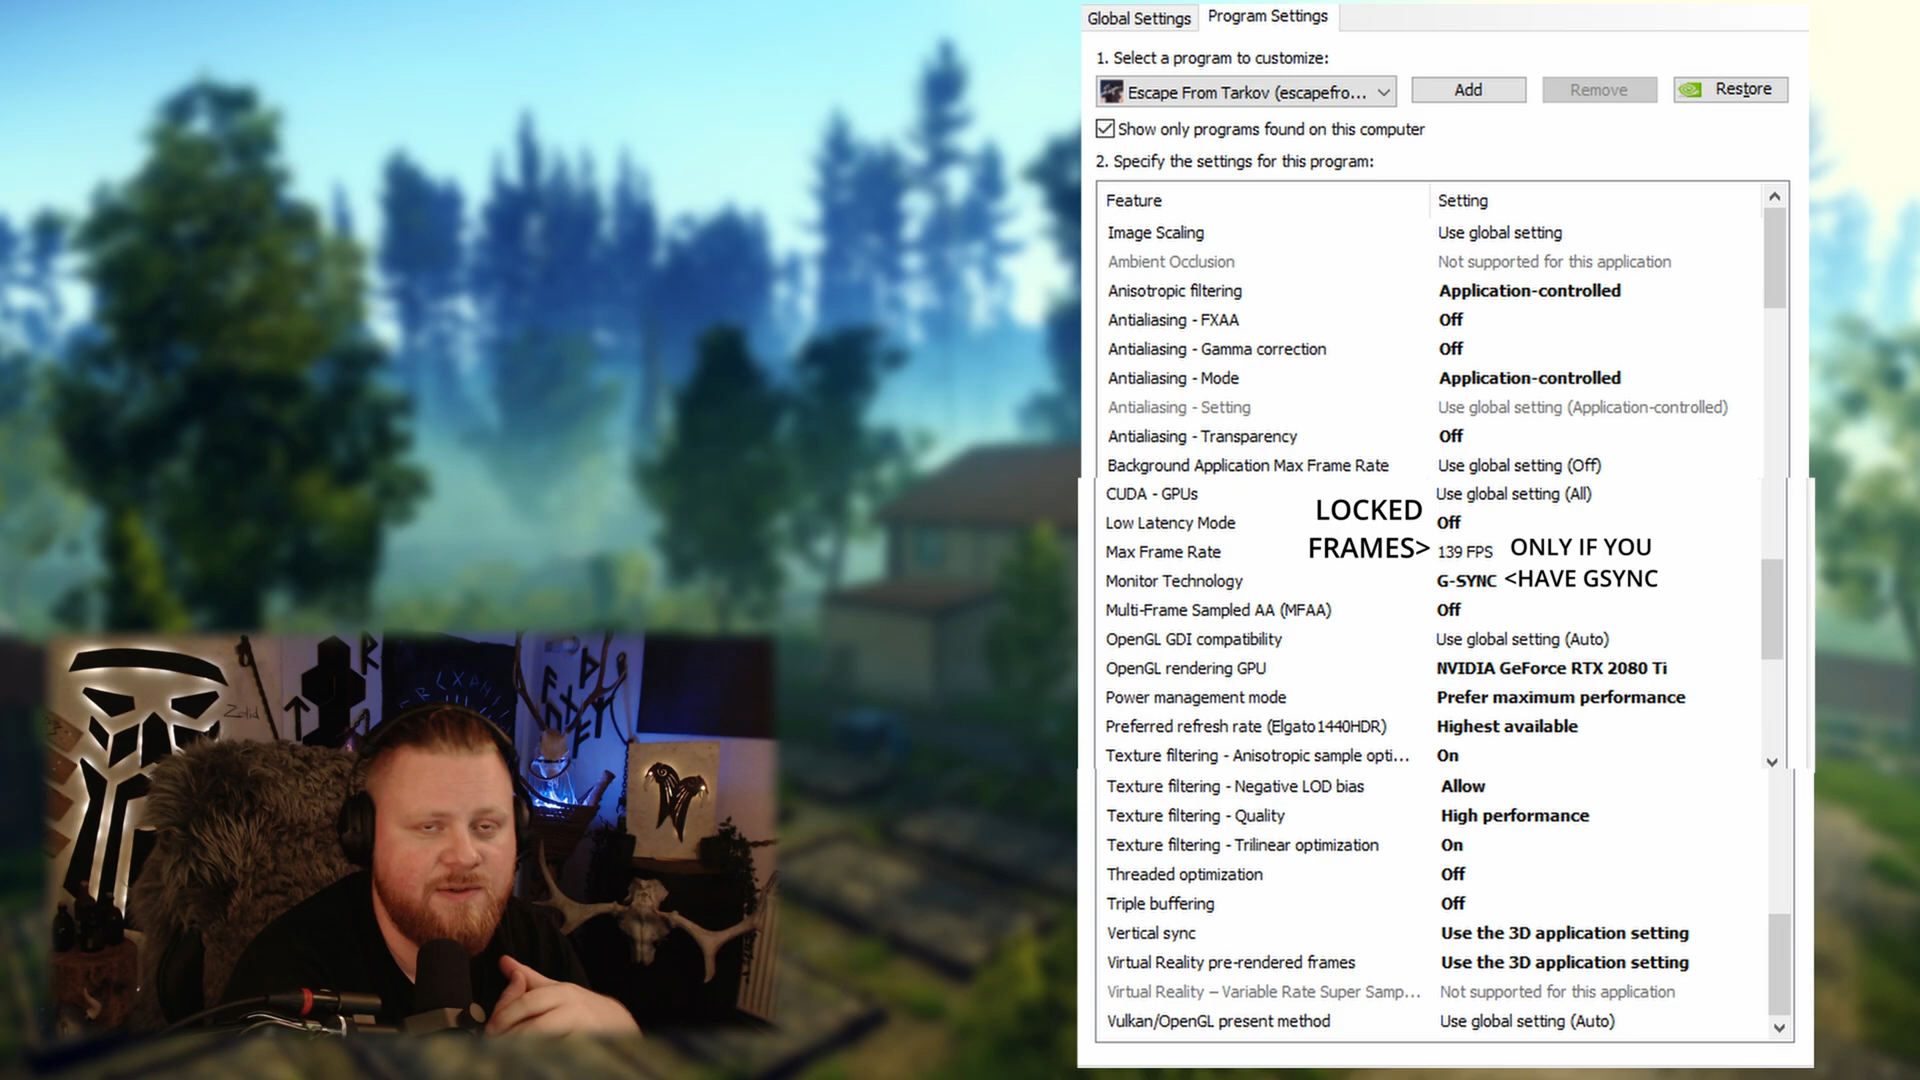 Global Settings
Program Settings
1. Select a program to customize:
Escape From Tarkov (escapefro...
Add
Remove
Restore
Show only programs found on this computer
2. Specify the settings for this program:
Feature Setting
Image Scaling Use global setting
Ambient Occlusion Not supported for this application
Anisotropic filtering Application-controlled
Antialiasing - FXAA Off
Antialiasing - Gamma correction Off
Antialiasing - Mode Application-controlled
Antialiasing - Setting Use global setting (Application-controlled)
Antialiasing - Transparency Off
Background Application Max Frame Rate Use global setting (Off)
CUDA - GPUs Use global setting (All)
LOCKED
Low Latency Mode Off
Max Frame Rate FRAMES> 139 FPS ONLY IF YOU
Monitor Technology G-SYNC <HAVE GSYNC
Multi-Frame Sampled AA (MFAA) Off
OpenGL GDI compatibility Use global setting (Auto)
OpenGL rendering GPU NVIDIA GeForce RTX 2080 Ti
Power management mode Prefer maximum performance
Preferred refresh rate (Elgato1440HDR) Highest available
Texture filtering - Anisotropic sample opti... On
Texture filtering - Negative LOD bias Allow
Texture filtering - Quality High performance
Texture filtering - Trilinear optimization On
Threaded optimization Off
Triple buffering Off
Vertical sync Use the 3D application setting
Virtual Reality pre-rendered frames Use the 3D application setting
Virtual Reality – Variable Rate Super Samp... Not supported for this application
Vulkan/OpenGL present method Use global setting (Auto)